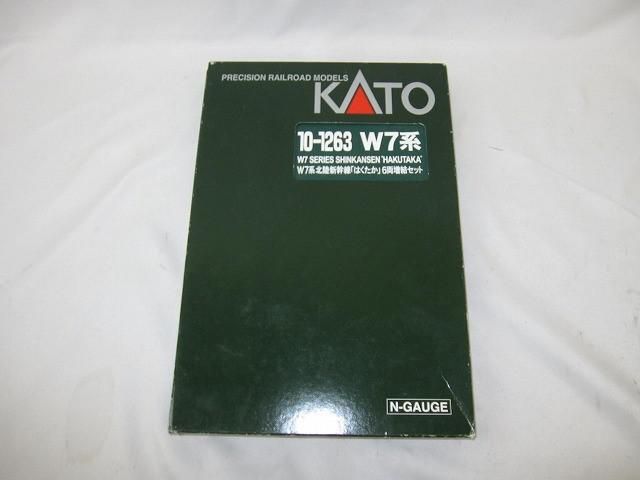 PRECISION RAILROAD MODELS
KATO
10-1263 W7系
W7 SERIES SHINKANSEN "HAKUTAKA"
W7系北陸新幹線「はくたか」6両増結セット
N-GAUGE